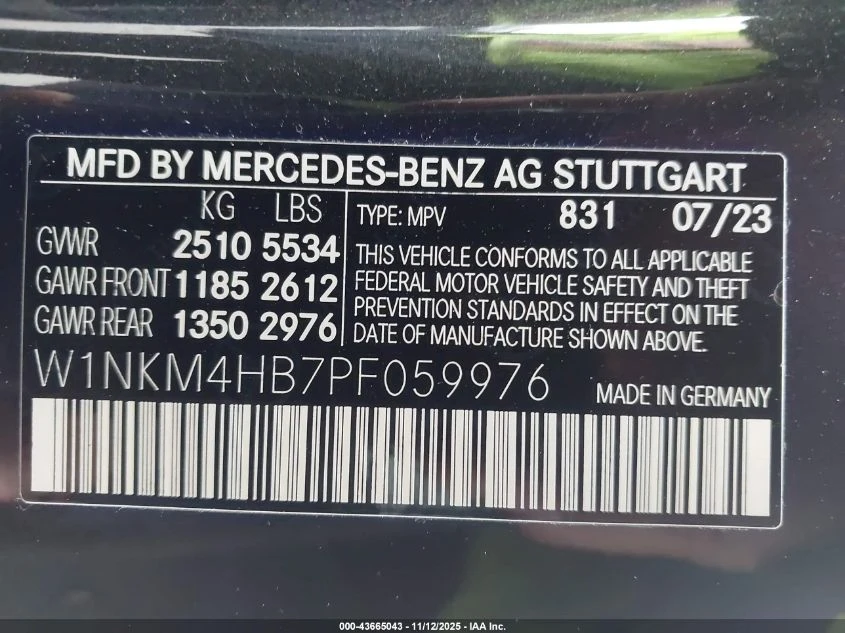 MFD BY MERCEDES-BENZ AG STUTTGART
KG LBS
GVWR 2510 5534
GAWR FRONT 1185 2612
GAWR REAR 1350 2976
TYPE: MPV 831 07/23
THIS VEHICLE CONFORMS TO ALL APPLICABLE
FEDERAL MOTOR VEHICLE SAFETY AND THEFT
PREVENTION STANDARDS IN EFFECT ON THE
DATE OF MANUFACTURE SHOWN ABOVE.
W1NKM4HB7PF059976
MADE IN GERMANY
000-43665043 - 11/12/2025 - IAA Inc.